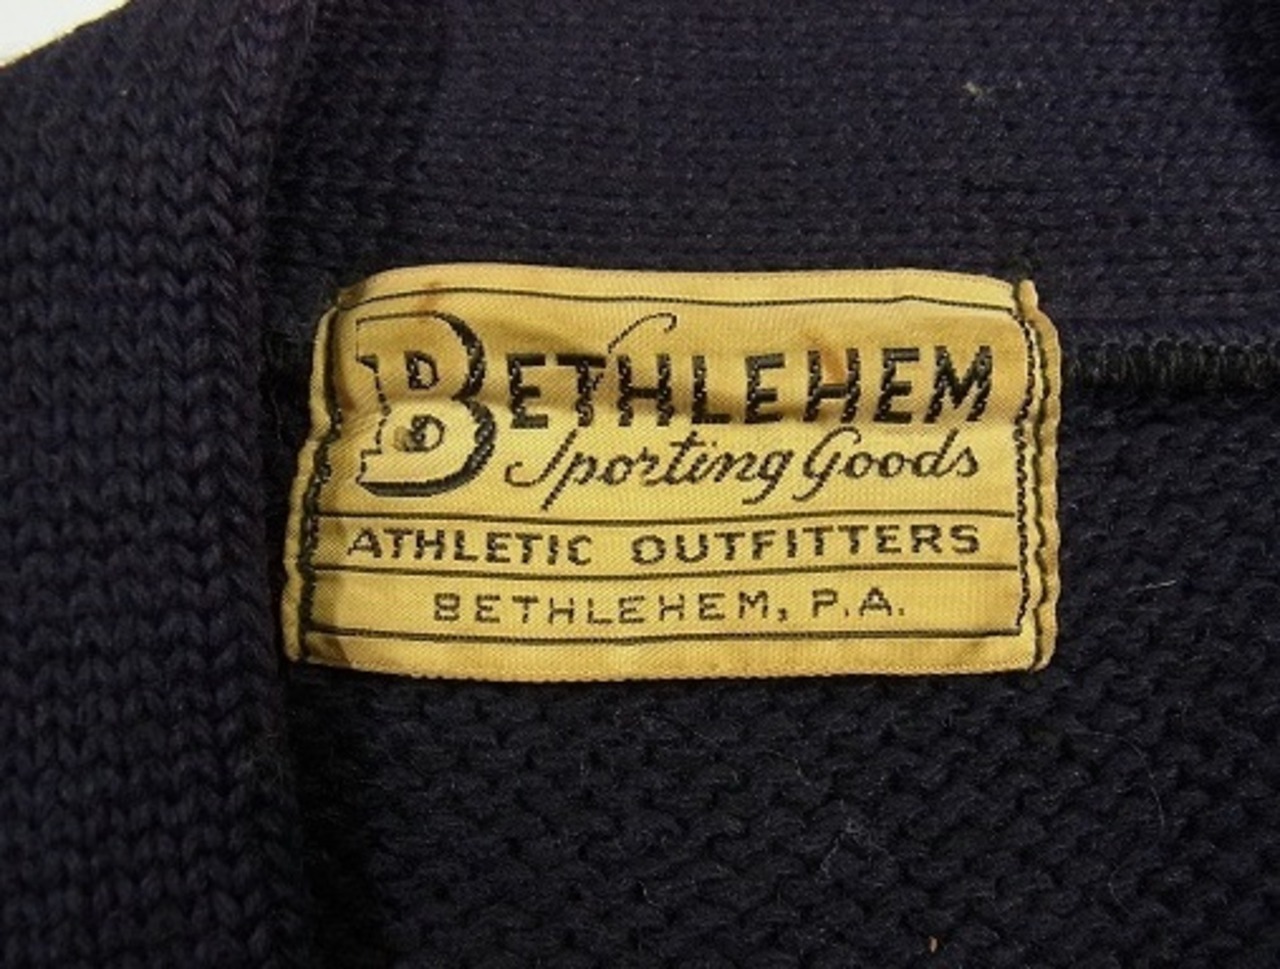 BETHLEHEM
Sporting Goods
ATHLETIC OUTFITTERS
BETHLEHEM, P.A.